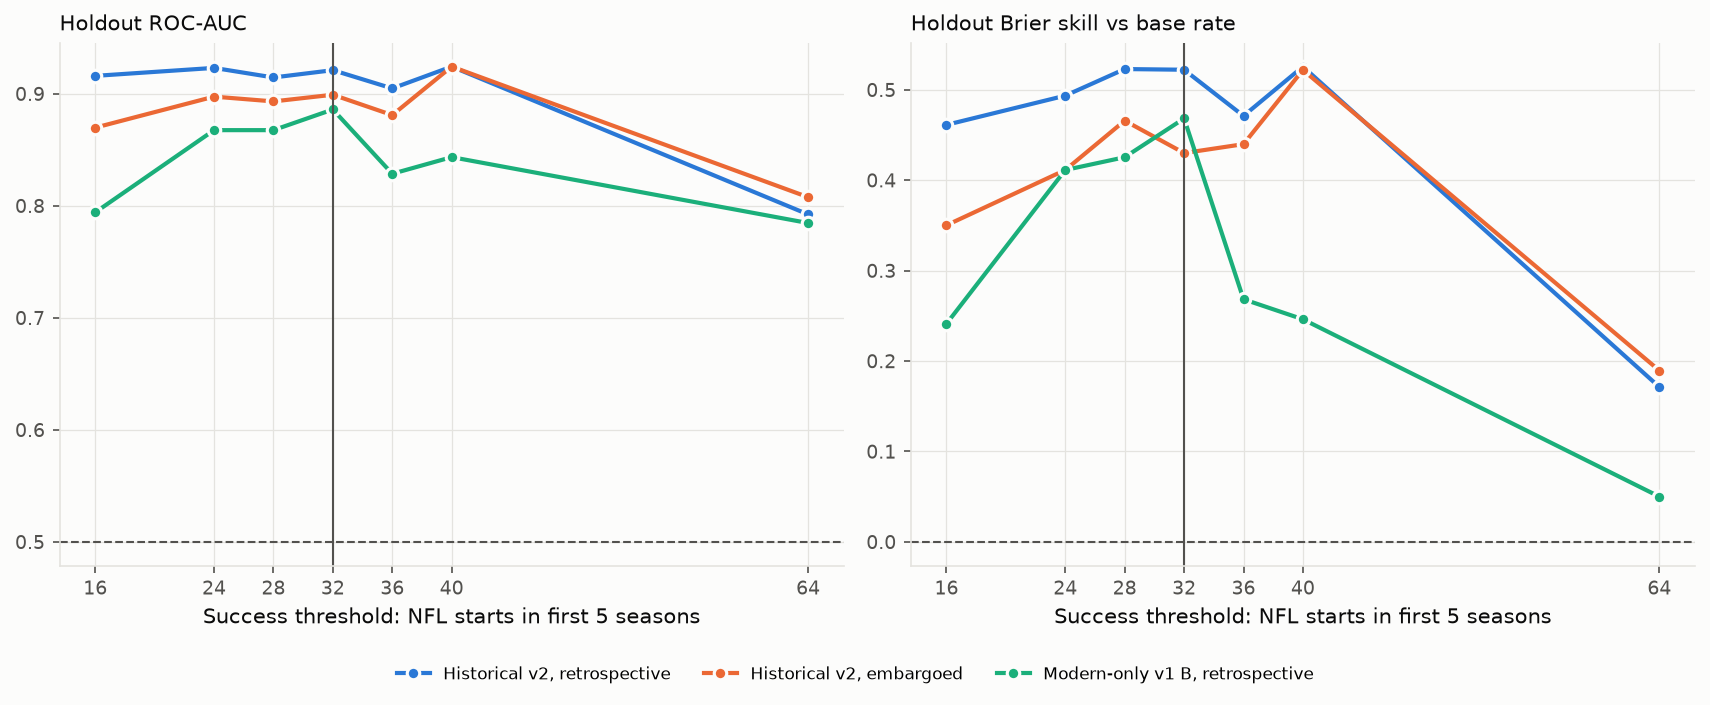 Holdout ROC-AUC
0.9
0.8
0.7
0.6
0.5
16 24 28 32 36 40 64
Success threshold: NFL starts in first 5 seasons
Holdout Brier skill vs base rate
0.5
0.4
0.3
0.2
0.1
0.0
16 24 28 32 36 40 64
Success threshold: NFL starts in first 5 seasons
Historical v2, retrospective Historical v2, embargoed Modern-only v1 B, retrospective